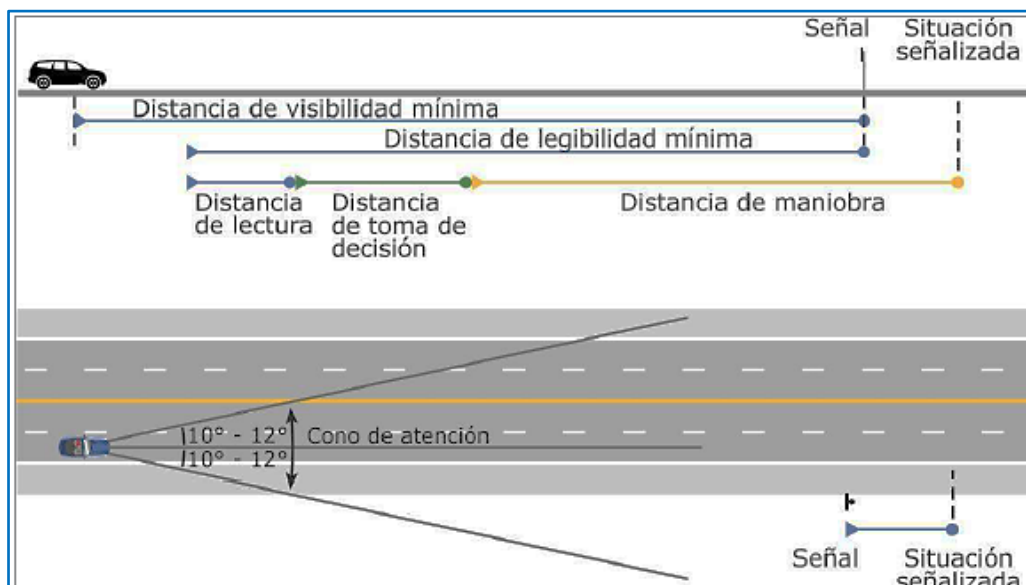 Señal
Situación
señalizada
Distancia de visibilidad mínima
Distancia de legibilidad mínima
Distancia
de lectura
Distancia
de toma de
decisión
Distancia de maniobra
10° - 12°
10° - 12°
Cono de atención
Señal
Situación
señalizada